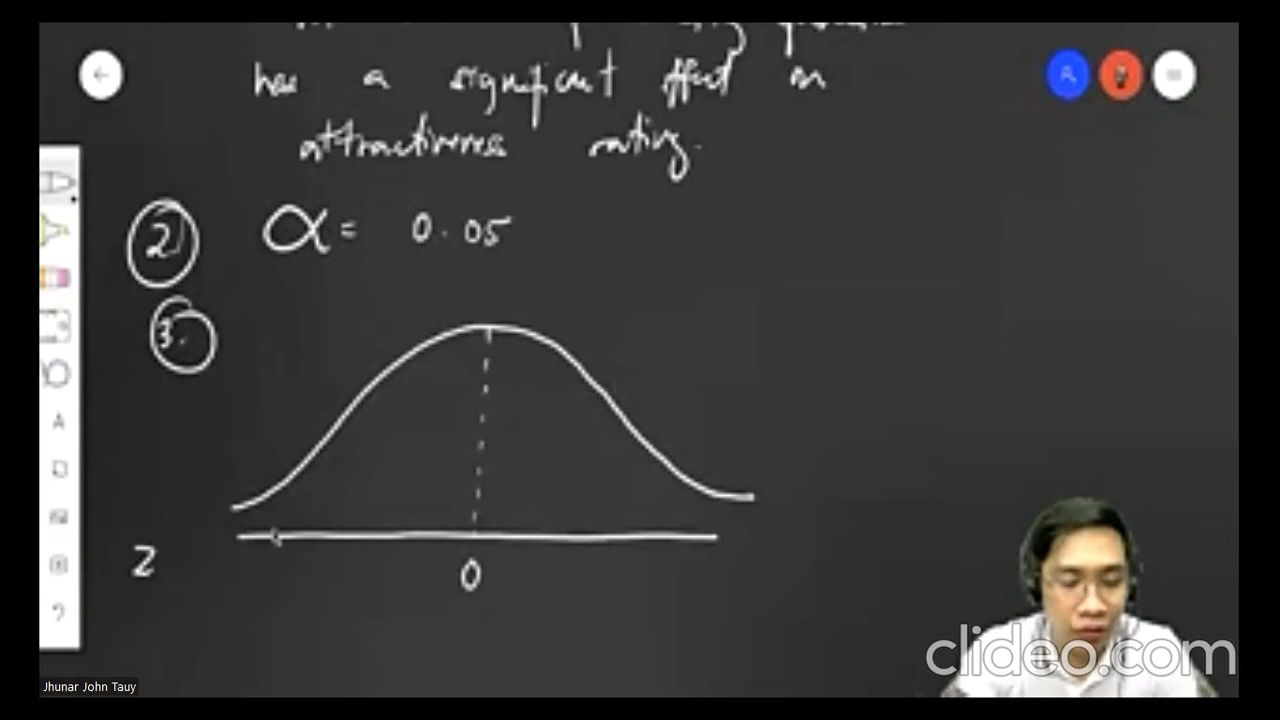 has a significant effect on
attractiveness rating.
2 α = 0.05
3.
Z 0
A
?
clideo.com
Jhunar John Tauy